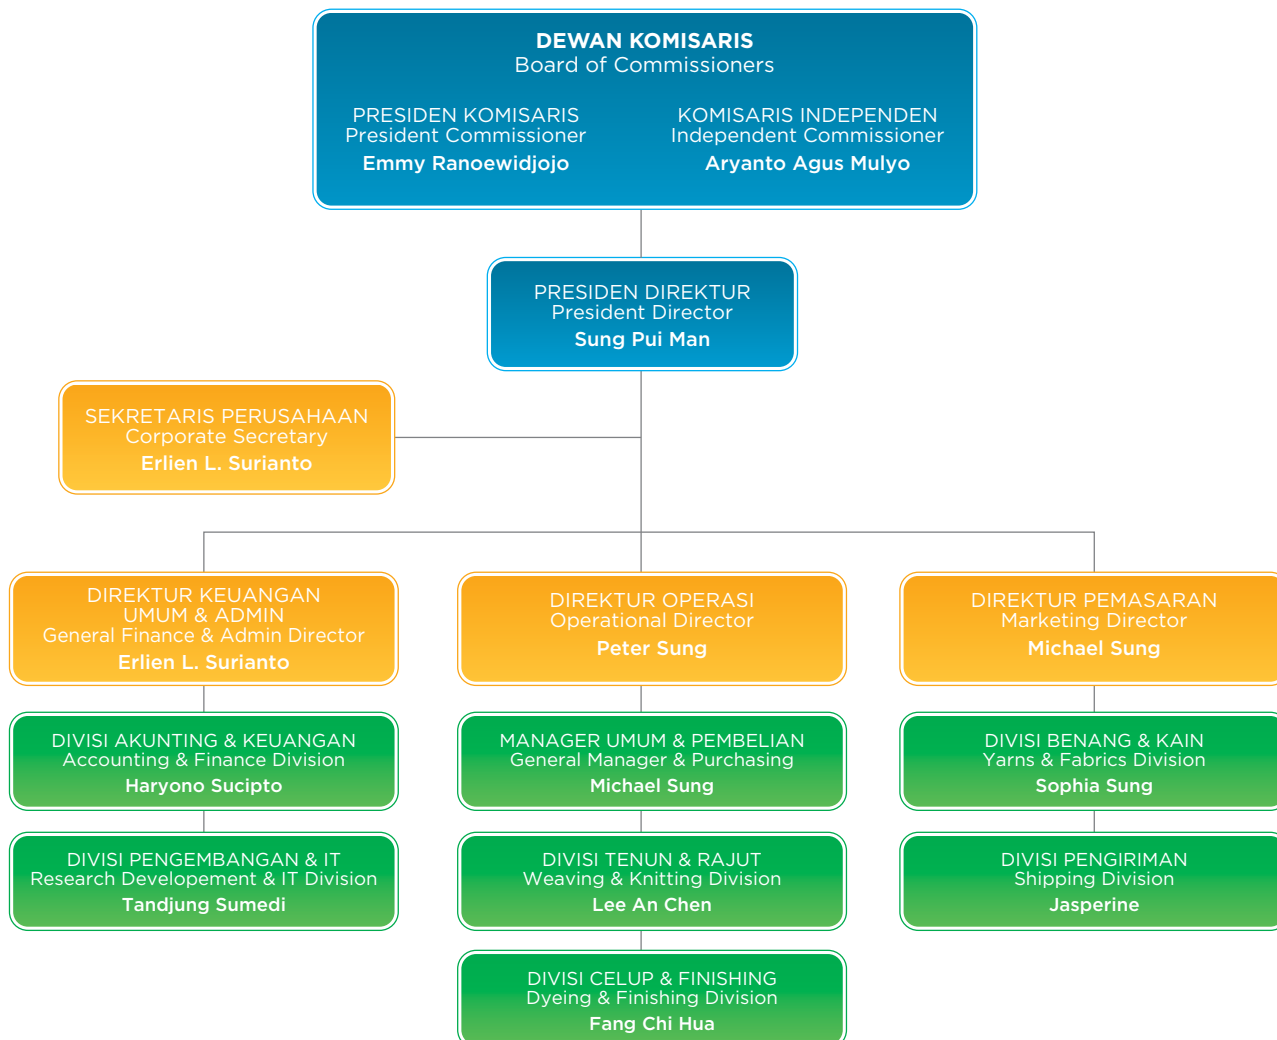 DEWAN KOMISARIS
Board of Commissioners
PRESIDEN KOMISARIS
President Commissioner
Emmy Ranoewidjojo
KOMISARIS INDEPENDEN
Independent Commissioner
Aryanto Agus Mulyo
PRESIDEN DIREKTUR
President Director
Sung Pui Man
SEKRETARIS PERUSAHAAN
Corporate Secretary
Erlien L. Surianto
DIREKTUR KEUANGAN
UMUM & ADMIN
General Finance & Admin Director
Erlien L. Surianto
DIREKTUR OPERASI
Operational Director
Peter Sung
DIREKTUR PEMASARAN
Marketing Director
Michael Sung
DIVISI AKUNTING & KEUANGAN
Accounting & Finance Division
Haryono Sucipto
MANAGER UMUM & PEMBELIAN
General Manager & Purchasing
Michael Sung
DIVISI BENANG & KAIN
Yarns & Fabrics Division
Sophia Sung
DIVISI PENGEMBANGAN & IT
Research Developement & IT Division
Tandjung Sumedi
DIVISI TENUN & RAJUT
Weaving & Knitting Division
Lee An Chen
DIVISI PENGIRIMAN
Shipping Division
Jasperine
DIVISI CELUP & FINISHING
Dyeing & Finishing Division
Fang Chi Hua